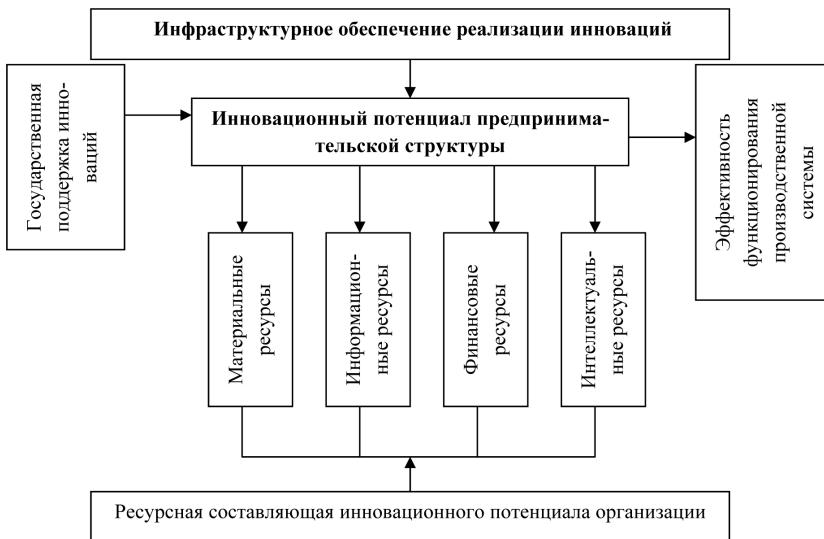 Инфраструктурное обеспечение реализации инноваций
Государственная
поддержка инно-
ваций
Инновационный потенциал предпринима-
тельской структуры
Эффективность
функционирования
производственной
системы
Материальные
ресурсы
Информацион-
ные ресурсы
Финансовые
ресурсы
Интеллектуаль-
ные ресурсы
Ресурсная составляющая инновационного потенциала организации